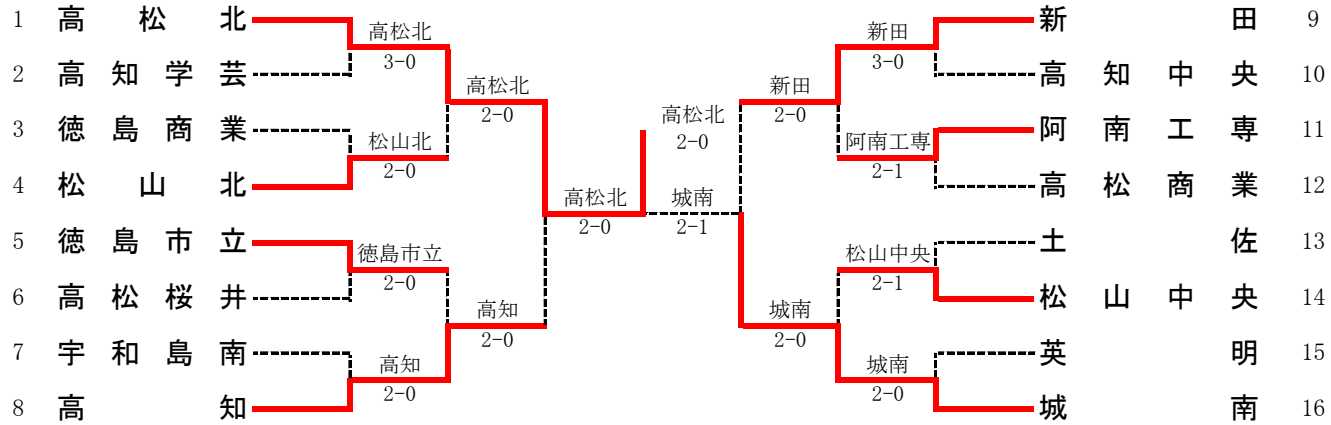 1 高松北
2 高知学芸
3 徳島商業
4 松山北
5 徳島市立
6 高松桜井
7 宇和島南
8 高知
高松北
3-0
松山北
2-0
徳島市立
2-0
高知
2-0
高松北
2-0
高知
2-0
高松北
2-0
高松北
2-0
城南
2-1
新田
2-0
城南
2-0
新田
3-0
阿南工専
2-1
松山中央
2-1
城南
2-0
新田 9
高知中央 10
阿南工専 11
高松商業 12
土佐 13
松山中央 14
英明 15
城南 16